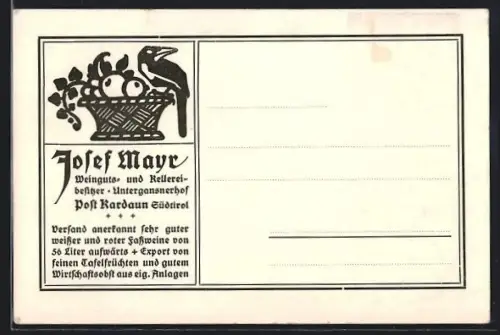 Josef Mayr
Weinguts- und Kellerei-
besitzer · Untergansnerhof
Post Kardaun Südtirol
+ + +
Versand anerkannt sehr guter
weißer und roter Faßweine von
56 Liter aufwärts + Export von
feinen Tafelfrüchten und gutem
Wirtschaftsobst aus eig. Anlagen